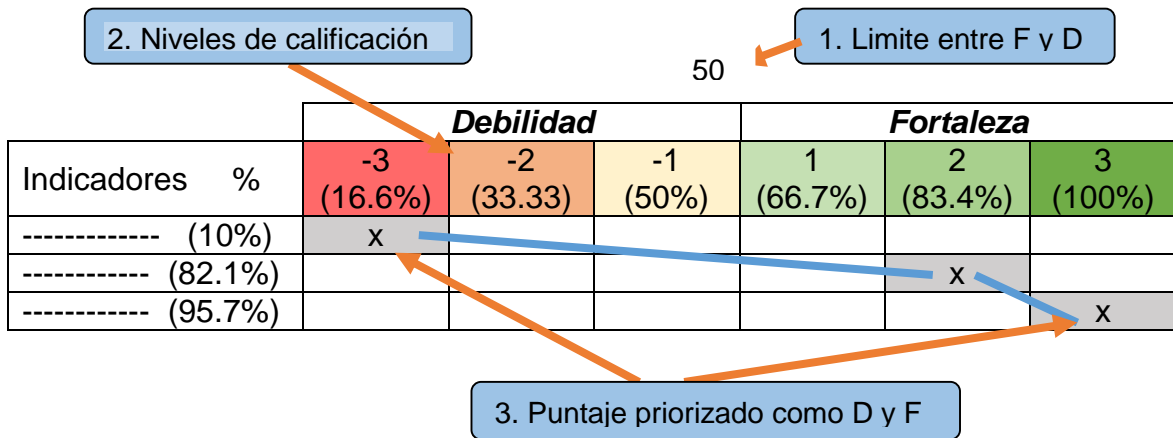 2. Niveles de calificación
1. Limite entre F y D
50
Debilidad Fortaleza
Indicadores % -3 -2 -1 1 2 3
(16.6%) (33.33) (50%) (66.7%) (83.4%) (100%)
------------- (10%) x
------------ (82.1%) x
------------ (95.7%) x
3. Puntaje priorizado como D y F